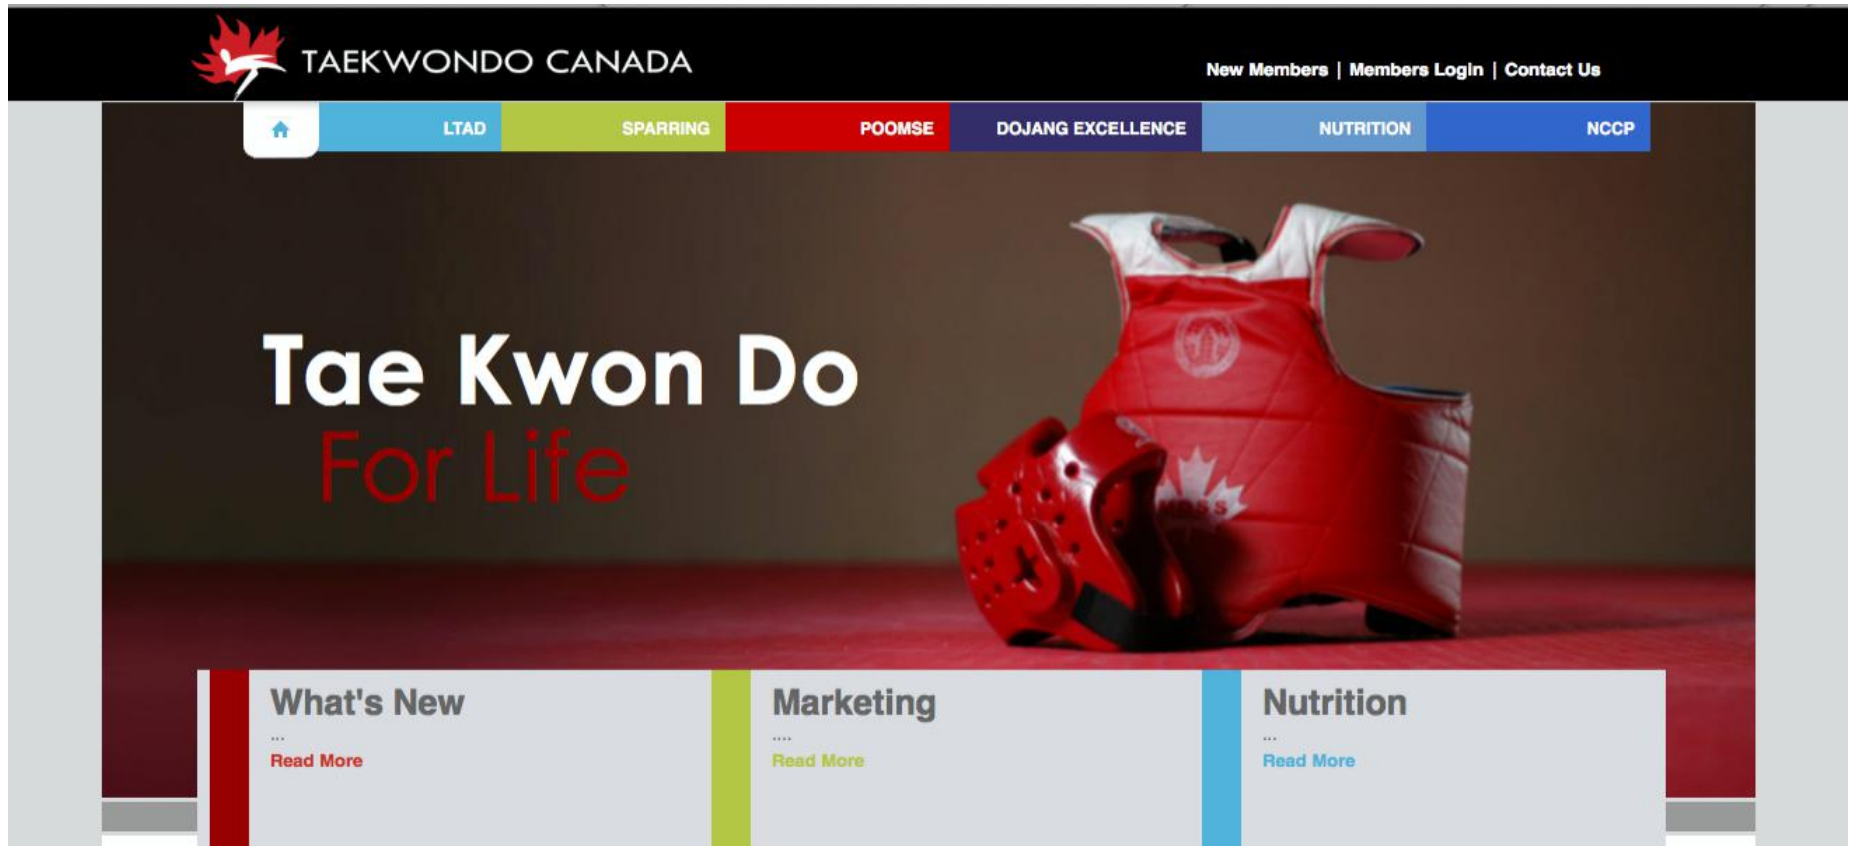 TAEKWONDO CANADA
New Members | Members Login | Contact Us
LTAD
SPARRING
POOMSE
DOJANG EXCELLENCE
NUTRITION
NCCP
Tae Kwon Do
For Life
What's New
...
Read More
Marketing
....
Read More
Nutrition
...
Read More